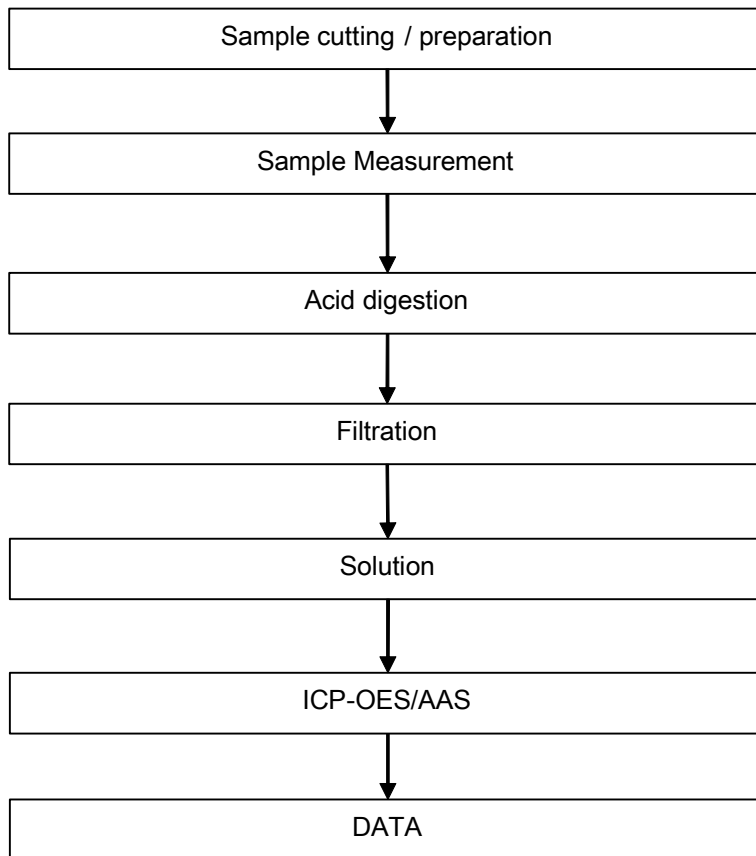 Sample cutting / preparation
Sample Measurement
Acid digestion
Filtration
Solution
ICP-OES/AAS
DATA